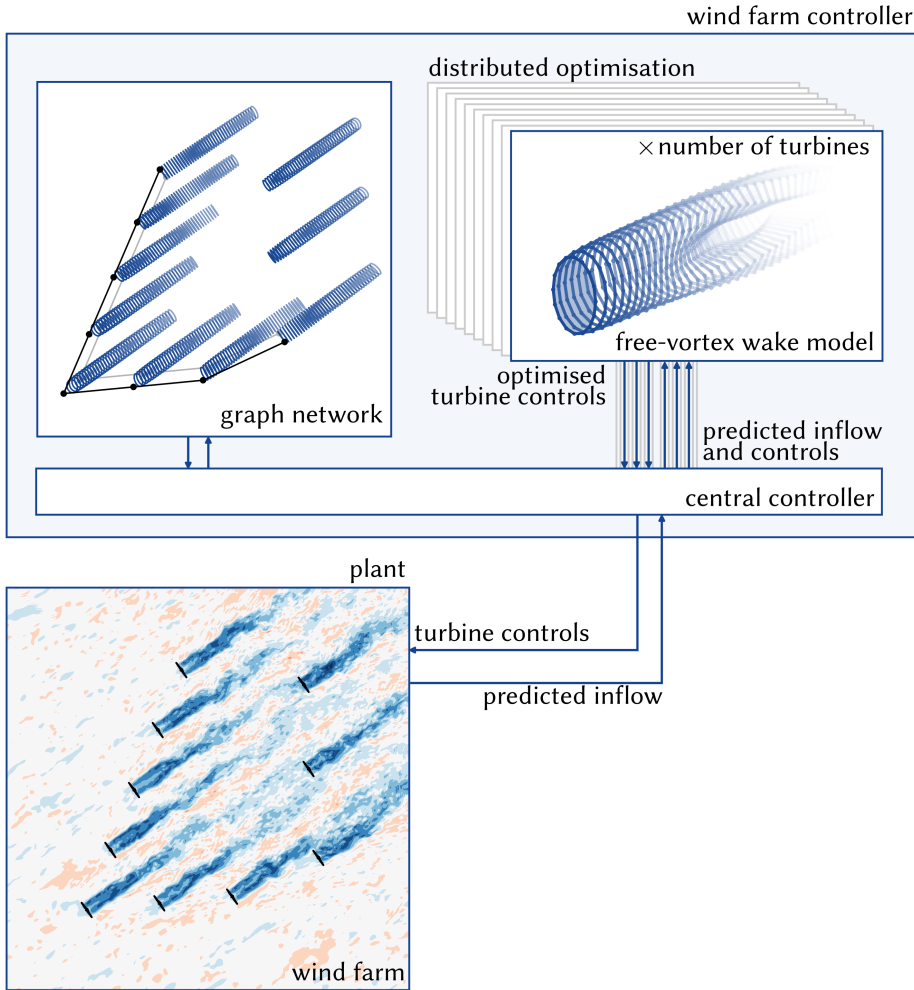 wind farm controller
distributed optimisation
×number of turbines
free-vortex wake model
graph network
optimised
turbine controls
predicted inflow
and controls
central controller
plant
turbine controls
predicted inflow
wind farm